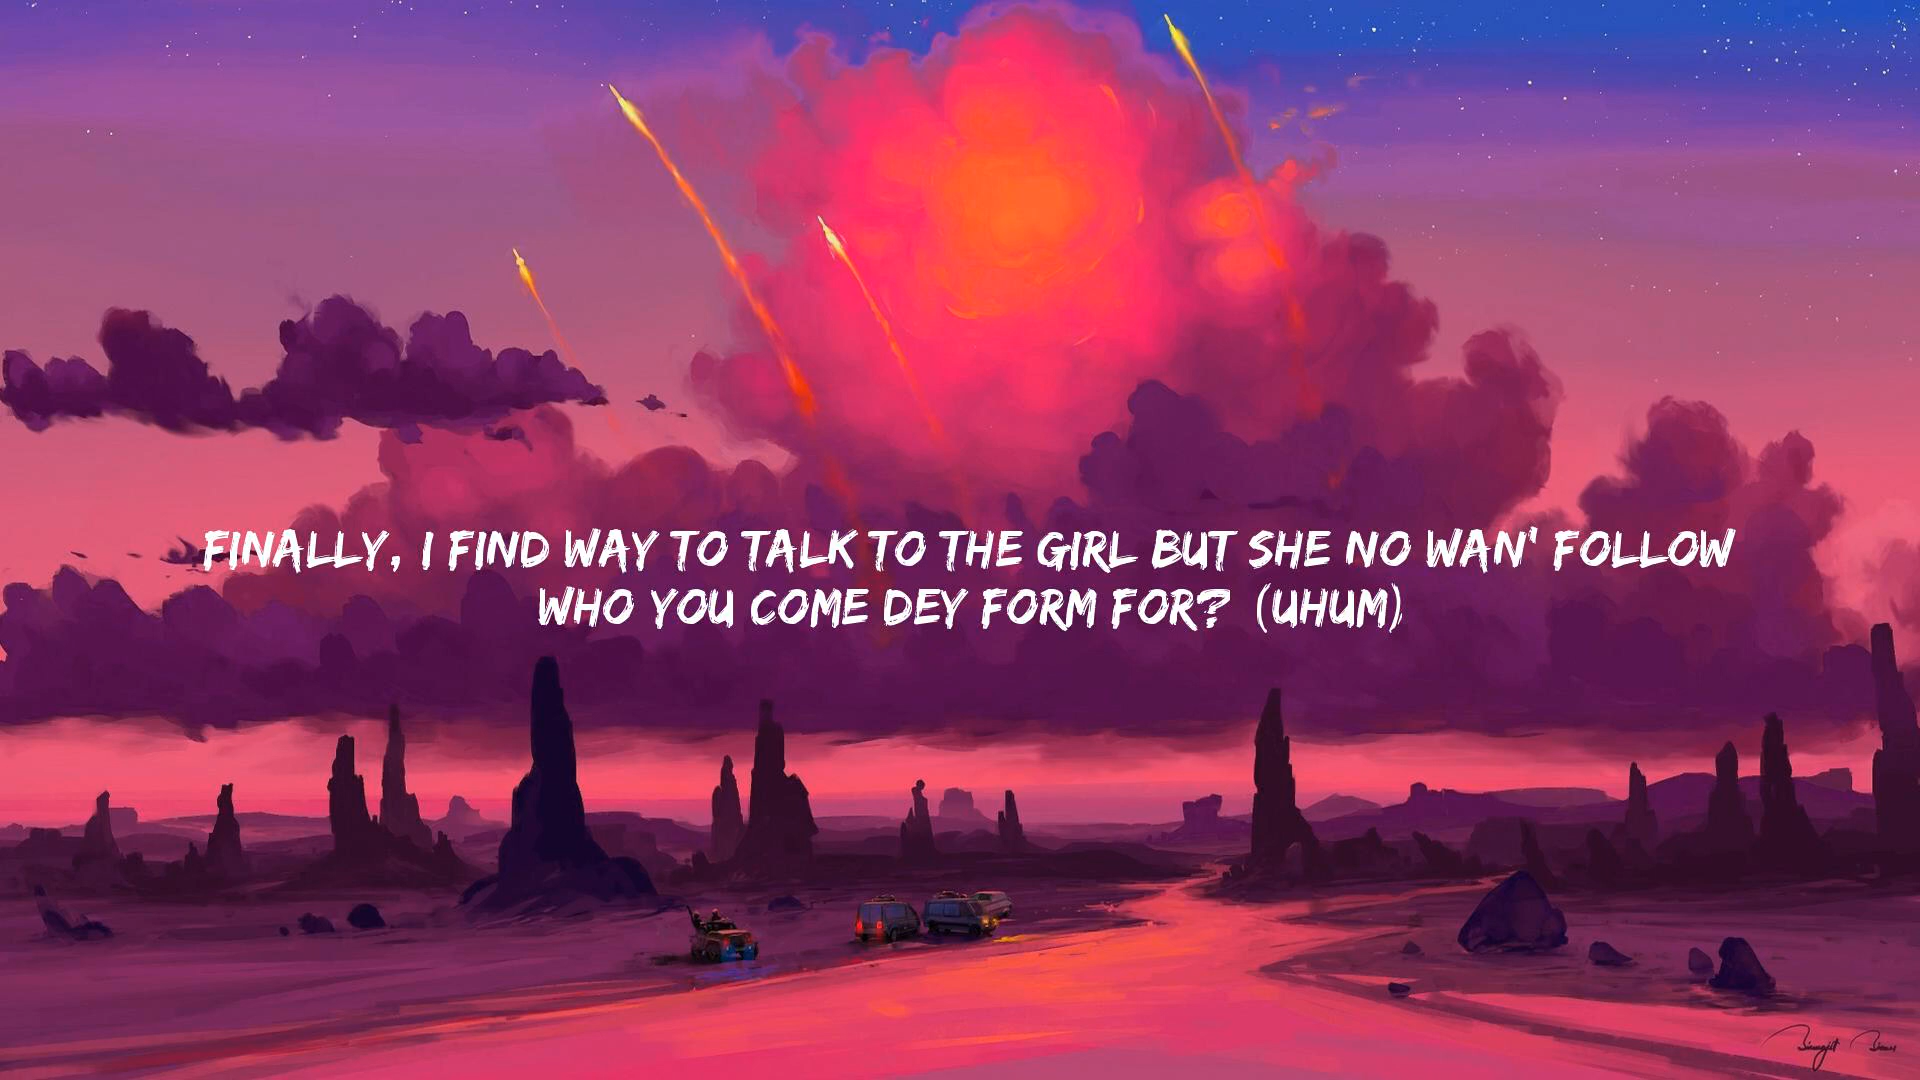 FINALLY, I FIND WAY TO TALK TO THE GIRL BUT SHE NO WAN' FOLLOW
WHO YOU COME DEY FORM FOR? (UHUM)